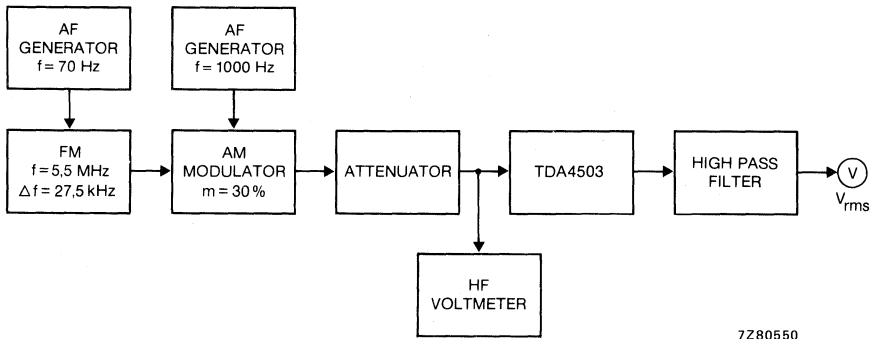 AF
GENERATOR
f = 70 Hz
AF
GENERATOR
f = 1000 Hz
FM
f = 5,5 MHz
Δf = 27,5 kHz
AM
MODULATOR
m = 30 %
ATTENUATOR
TDA4503
HIGH PASS
FILTER
V
Vrms
HF
VOLTMETER
7Z80550